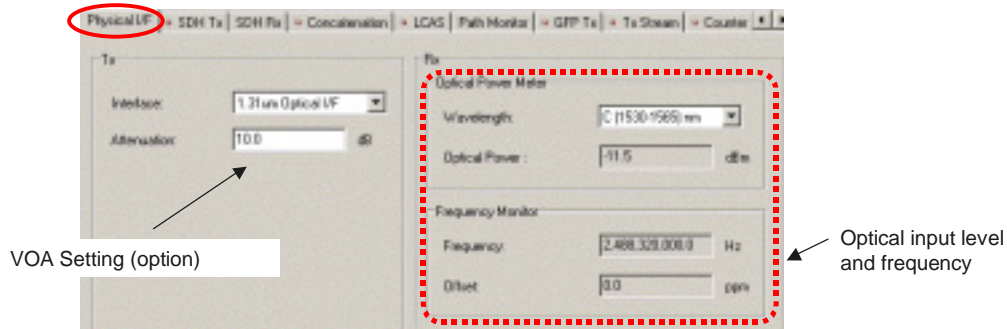 Physical I/F SDH Tx SDH Rx Concatenation LCAS Path Monitor GFP Tx Tx Stream Counter
Tx
Interface: 1.31um Optical I/F
Attenuation: 10.0 dB
VOA Setting (option)
Rx
Optical Power Meter
Wavelength: C (1530-1565) nm
Optical Power : -11.5 dBm
Frequency Monitor
Frequency: 2,488,320,000.0 Hz
Offset: 0.0 ppm
Optical input level
and frequency